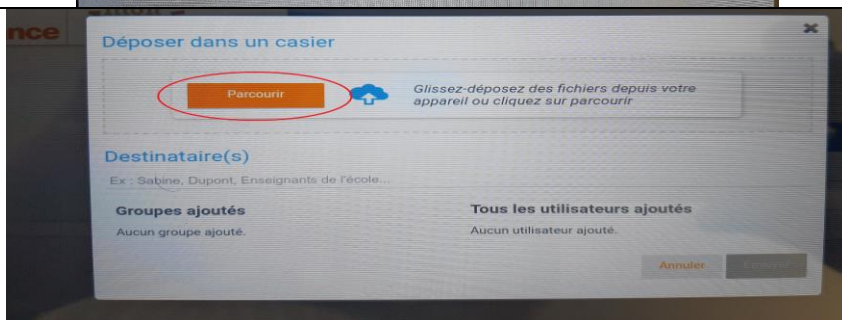 nce
Déposer dans un casier
Parcourir
Glissez-déposez des fichiers depuis votre
appareil ou cliquez sur parcourir
Destinataire(s)
Ex : Sabine, Dupont, Enseignants de l'école...
Groupes ajoutés
Tous les utilisateurs ajoutés
Aucun groupe ajouté.
Aucun utilisateur ajouté.
Annuler